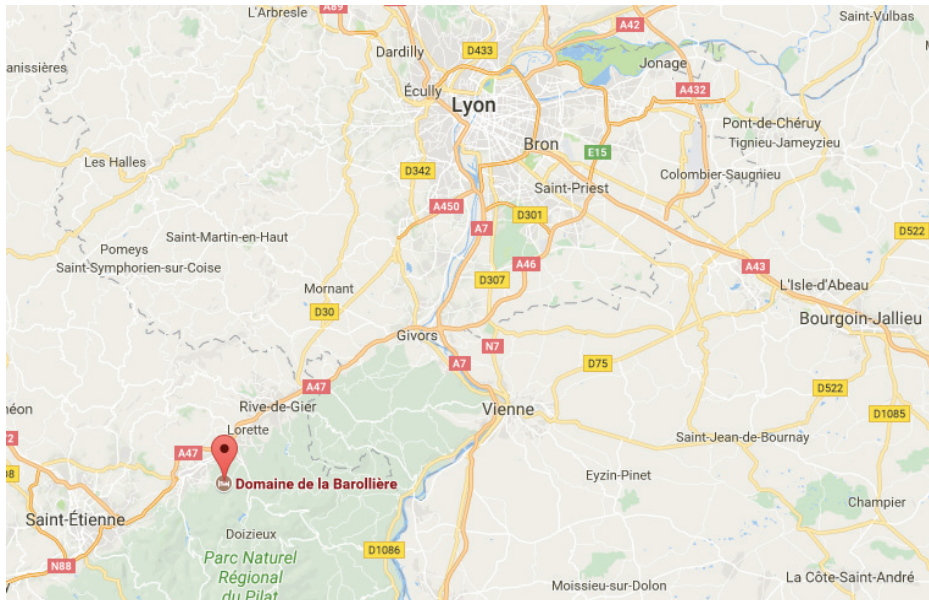 L'Arbresle
A89
A42
Saint-Vulbas
Dardilly
D433
Jonage
anissières
Écully
A432
Lyon
Pont-de-Chéruy
Bron
Tignieu-Jameyzieu
E15
Les Halles
D342
Colombier-Saugnieu
Saint-Priest
A450
D301
A7
D522
Saint-Martin-en-Haut
Pomeys
Saint-Symphorien-sur-Coise
A46
A43
D307
L'Isle-d'Abeau
Mornant
D30
Bourgoin-Jallieu
Givors
N7
A7
D75
A47
D522
Rive-de-Gier
Vienne
néon
D1085
Lorette
Saint-Jean-de-Bournay
A47
Eyzin-Pinet
Domaine de la Barollière
Champier
Saint-Étienne
Doizieux
D1086
Parc Naturel
Régional
du Pilat
N88
La Côte-Saint-André
Moissieu-sur-Dolon